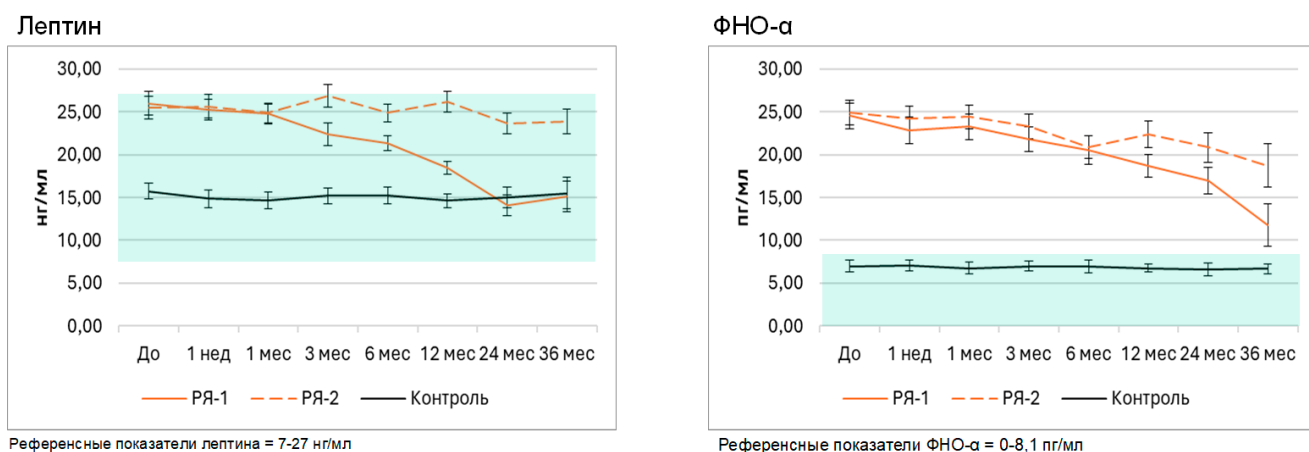 Лептин
30,00
25,00
20,00
15,00
10,00
5,00
0,00
нг/мл
До 1 нед 1 мес 3 мес 6 мес 12 мес 24 мес 36 мес
РЯ-1 РЯ-2 Контроль
Референсные показатели лептина = 7-27 нг/мл
ФНО-α
30,00
25,00
20,00
15,00
10,00
5,00
0,00
пг/мл
До 1 нед 1 мес 3 мес 6 мес 12 мес 24 мес 36 мес
РЯ-1 РЯ-2 Контроль
Референсные показатели ФНО-α = 0-8,1 пг/мл